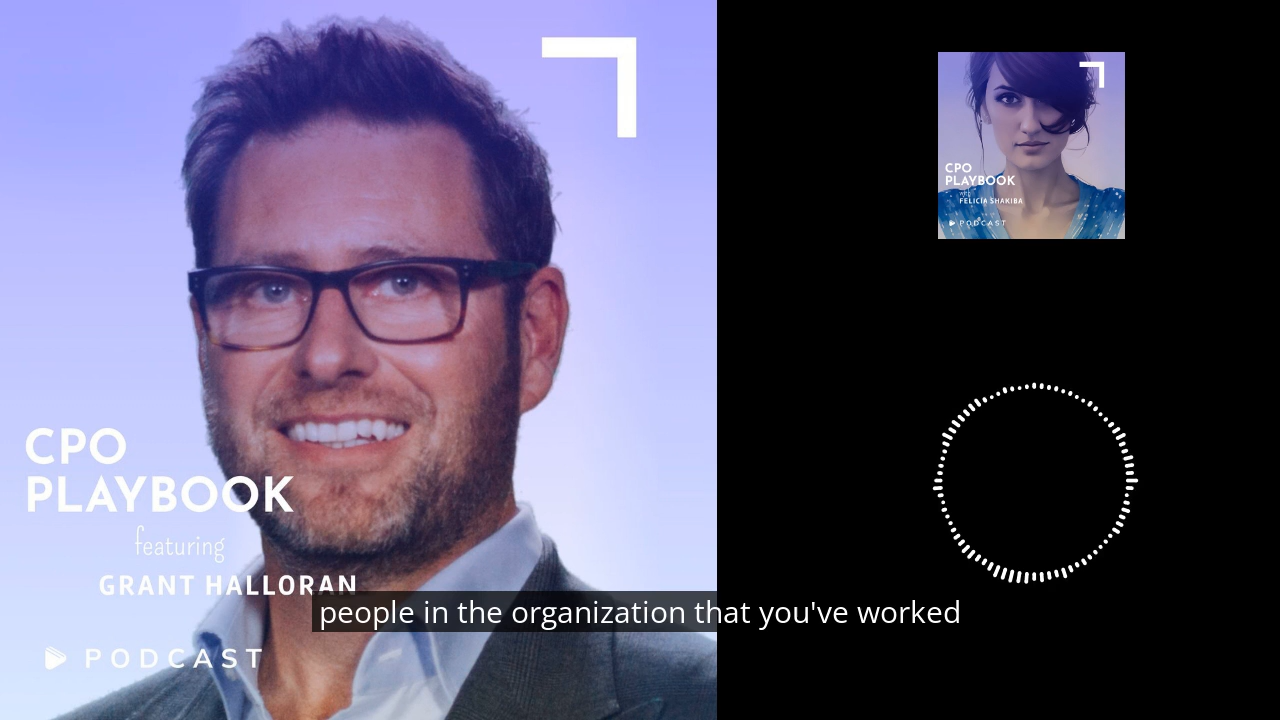 CPO
PLAYBOOK
featuring
GRANT HALLORAN
PODCAST
people in the organization that you've worked
CPO
PLAYBOOK
with
FELICIA SHAKIBA
PODCAST